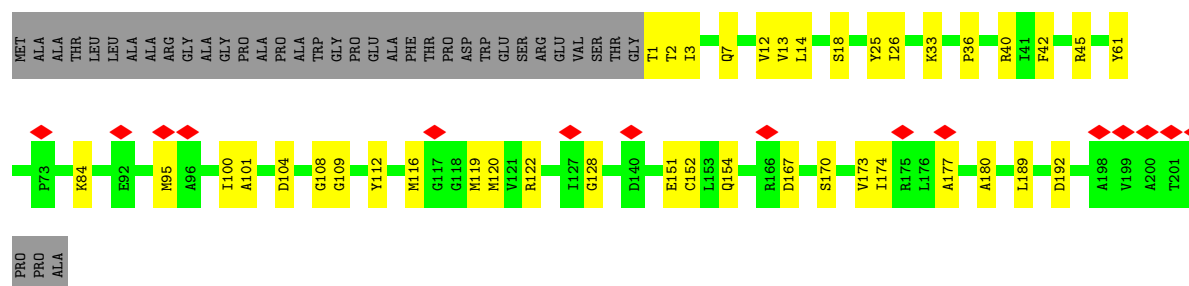 MET ALA ALA THR LEU LEU ALA ALA ARG GLY ALA GLY PRO ALA PRO ALA TRP GLY PRO GLU ALA PHE THR PRO ASP TRP GLU SER ARG GLU VAL SER THR GLY T1 T2 I3 Q7 V12 V13 L14 S18 Y25 I26 K33 P36 R40 I41 F42 R45 Y61
P73 K84 E92 M95 A96 I100 A101 D104 G108 G109 Y112 M116 G117 G118 M119 M120 V121 R122 I127 G128 D140 E151 C152 L153 Q154 R166 D167 S170 V173 I174 R175 L176 A177 A180 L189 D192 A198 V199 A200 T201
PRO PRO ALA